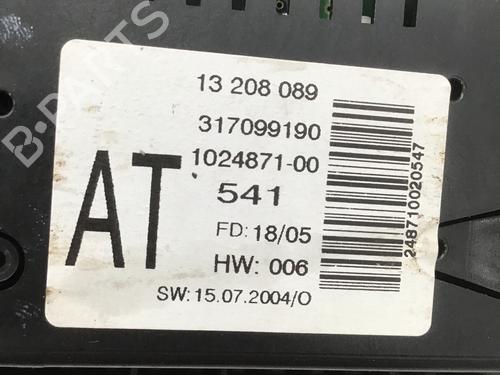 B-PARTS
13 208 089
317099190
1024871-00
541
AT
FD: 18/05
HW: 006
SW: 15.07.2004/O
248710020547